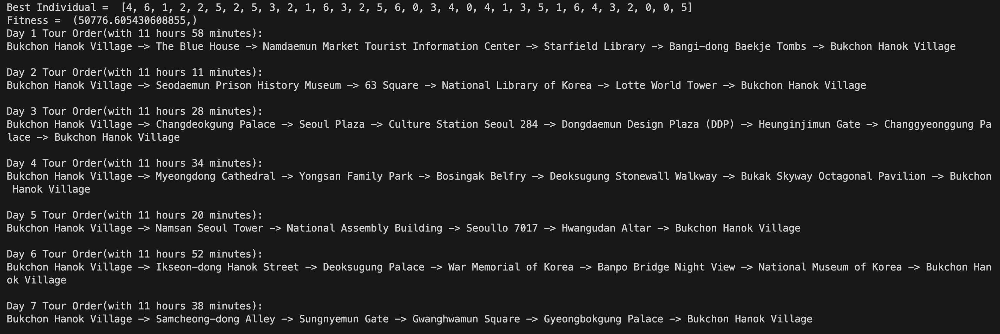 Best Individual =  [4, 6, 1, 2, 2, 5, 2, 5, 3, 2, 1, 6, 3, 2, 5, 6, 0, 3, 4, 0, 4, 1, 3, 5, 1, 6, 4, 3, 2, 0, 0, 5]
Fitness =  (50776.605430608855,)
Day 1 Tour Order(with 11 hours 58 minutes):
Bukchon Hanok Village -> The Blue House -> Namdaemun Market Tourist Information Center -> Starfield Library -> Bangi-dong Baekje Tombs -> Bukchon Hanok Village
Day 2 Tour Order(with 11 hours 11 minutes):
Bukchon Hanok Village -> Seodaemun Prison History Museum -> 63 Square -> National Library of Korea -> Lotte World Tower -> Bukchon Hanok Village
Day 3 Tour Order(with 11 hours 28 minutes):
Bukchon Hanok Village -> Changdeokgung Palace -> Seoul Plaza -> Culture Station Seoul 284 -> Dongdaemun Design Plaza (DDP) -> Heunginjimun Gate -> Changgyeonggung Pa
lace -> Bukchon Hanok Village
Day 4 Tour Order(with 11 hours 34 minutes):
Bukchon Hanok Village -> Myeongdong Cathedral -> Yongsan Family Park -> Bosingak Belfry -> Deoksugung Stonewall Walkway -> Bukak Skyway Octagonal Pavilion -> Bukchon
 Hanok Village
Day 5 Tour Order(with 11 hours 20 minutes):
Bukchon Hanok Village -> Namsan Seoul Tower -> National Assembly Building -> Seoullo 7017 -> Hwangudan Altar -> Bukchon Hanok Village
Day 6 Tour Order(with 11 hours 52 minutes):
Bukchon Hanok Village -> Ikseon-dong Hanok Street -> Deoksugung Palace -> War Memorial of Korea -> Banpo Bridge Night View -> National Museum of Korea -> Bukchon Han
ok Village
Day 7 Tour Order(with 11 hours 38 minutes):
Bukchon Hanok Village -> Samcheong-dong Alley -> Sungnyemun Gate -> Gwanghwamun Square -> Gyeongbokgung Palace -> Bukchon Hanok Village